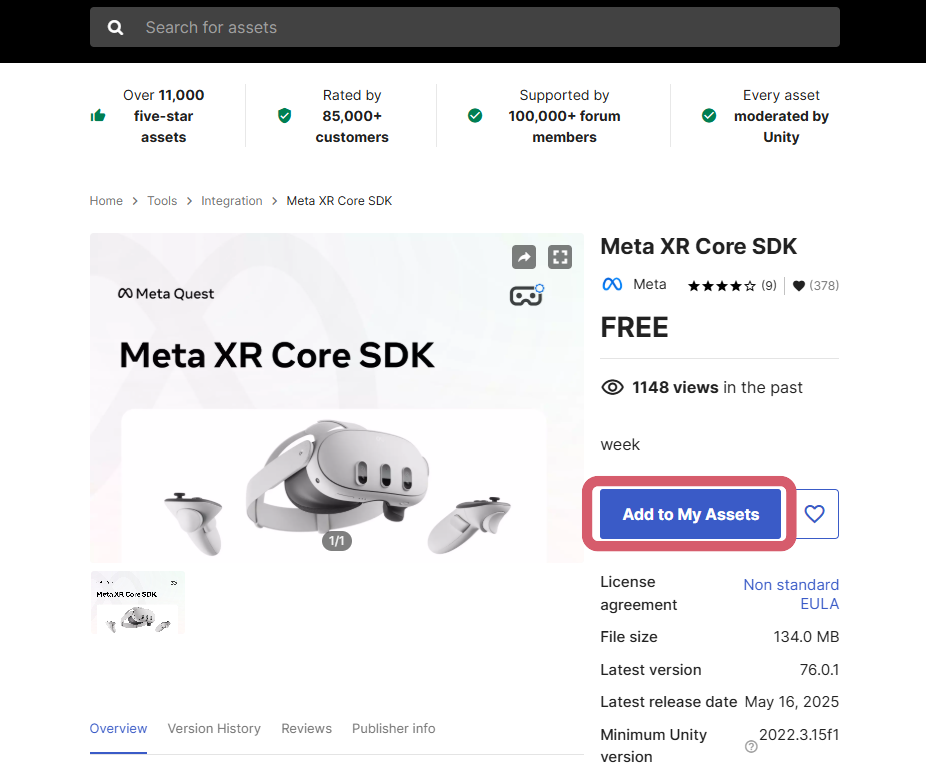 Search for assets
Over 11,000
five-star
assets
Rated by
85,000+
customers
Supported by
100,000+ forum
members
Every asset
moderated by
Unity
Home > Tools > Integration > Meta XR Core SDK
Meta Quest
Meta XR Core SDK
1/1
Meta XR Core SDK
Meta XR Core SDK
Meta ★★★★☆ (9) (378)
FREE
1148 views in the past
week
Add to My Assets
License
agreement
Non standard
EULA
File size 134.0 MB
Latest version 76.0.1
Latest release date May 16, 2025
Minimum Unity
version
2022.3.15f1
Overview Version History Reviews Publisher info